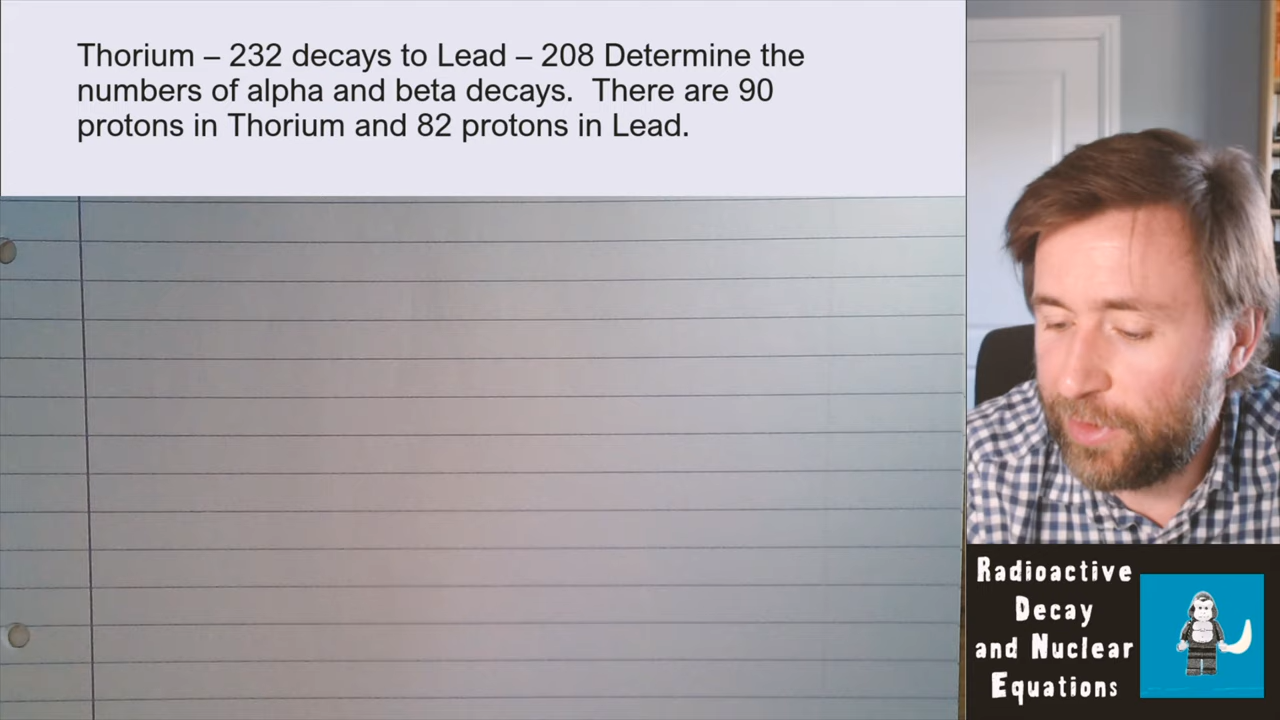 Thorium – 232 decays to Lead – 208 Determine the
numbers of alpha and beta decays.  There are 90
protons in Thorium and 82 protons in Lead.
Radioactive
Decay
and Nuclear
Equations